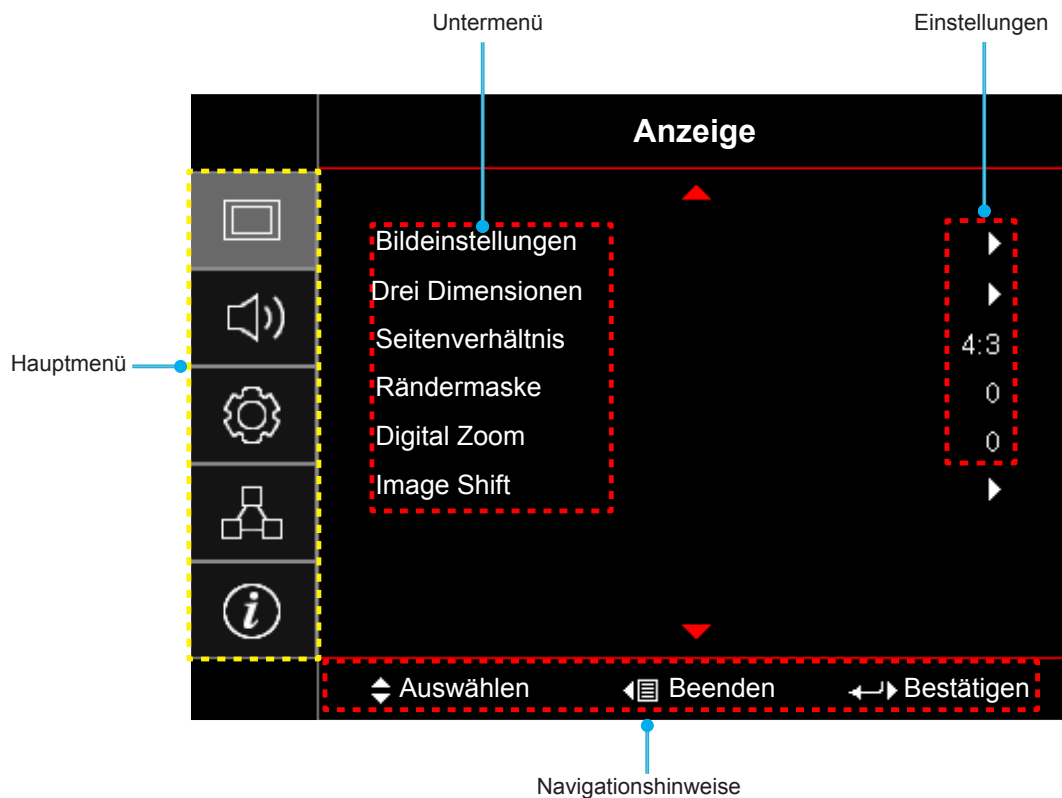 Untermenü
Einstellungen
Anzeige
Bildeinstellungen
Drei Dimensionen
Seitenverhältnis 4:3
Rändermaske 0
Digital Zoom 0
Image Shift
Hauptmenü
Auswählen Beenden Bestätigen
Navigationshinweise